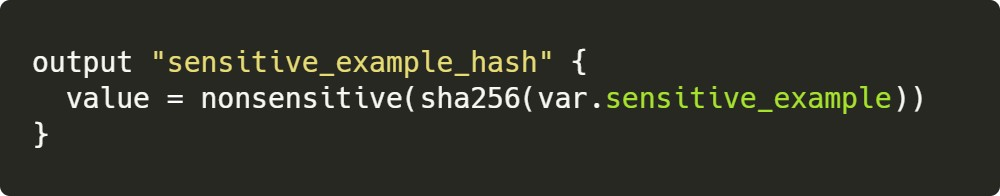 output "sensitive_example_hash" {
  value = nonsensitive(sha256(var.sensitive_example))
}